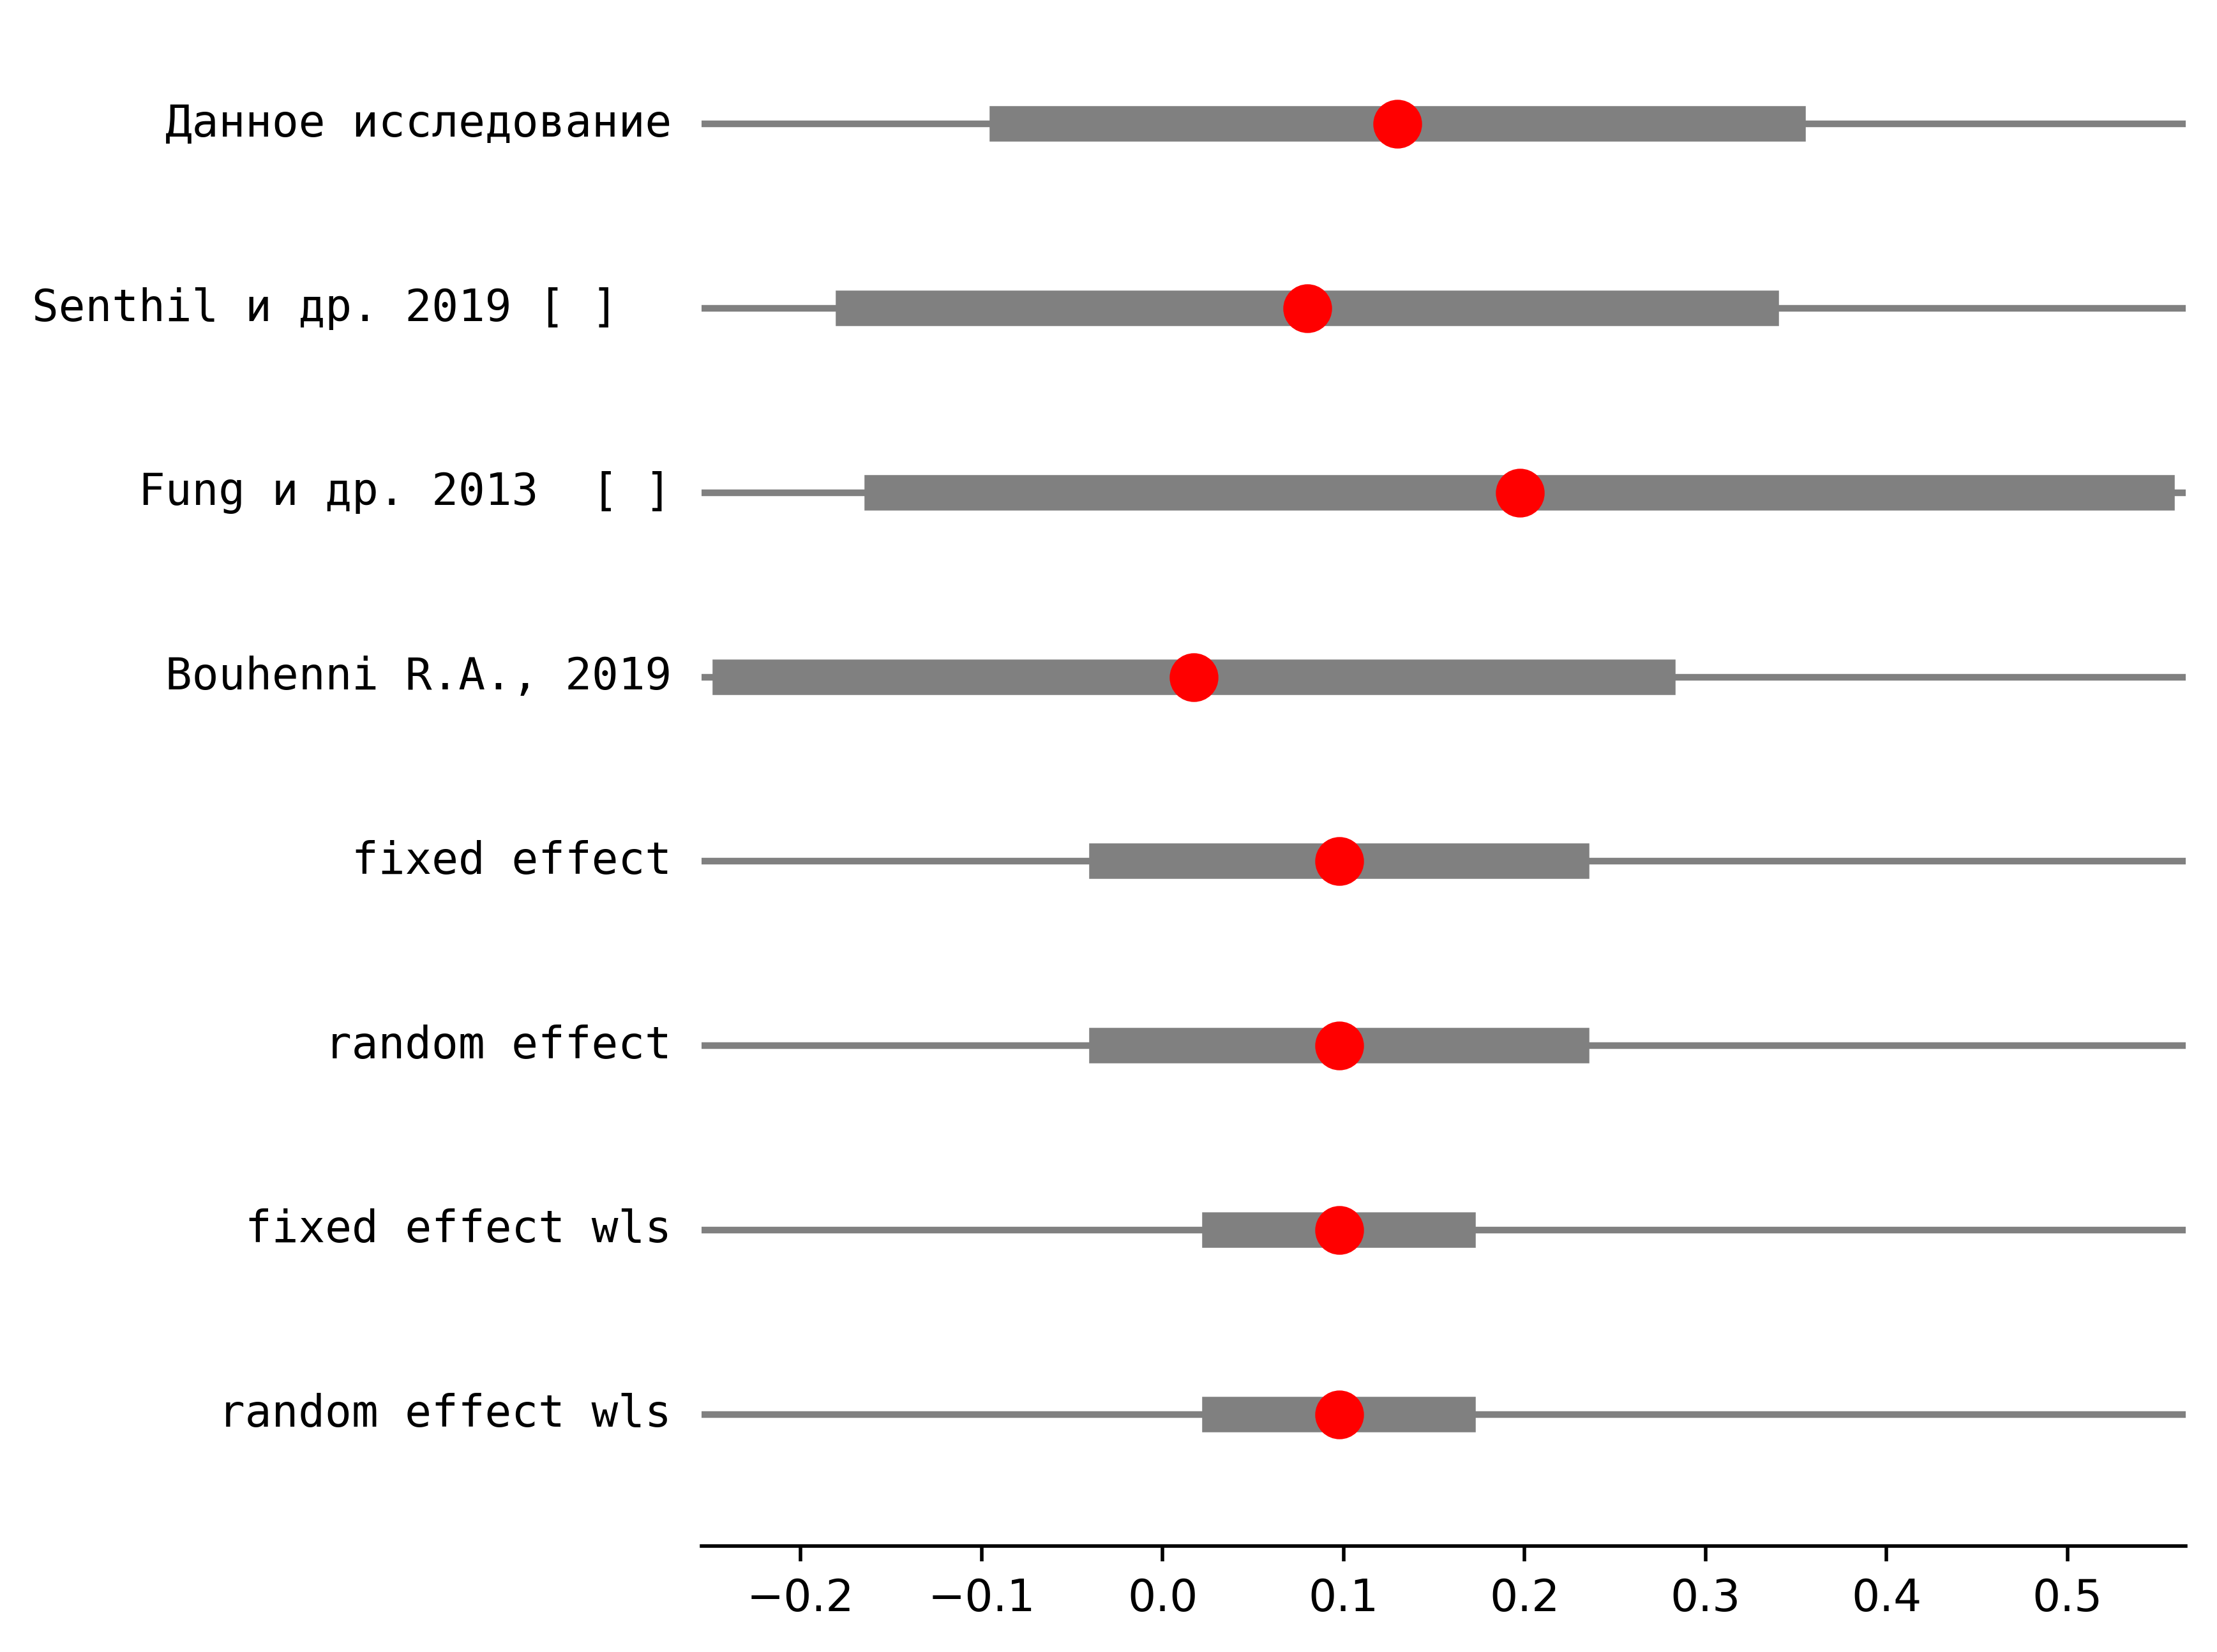 Данное исследование
Senthil и др. 2019 [ ]
Fung и др. 2013  [ ]
Bouhenni R.A., 2019
fixed effect
random effect
fixed effect wls
random effect wls
−0.2 −0.1 0.0 0.1 0.2 0.3 0.4 0.5